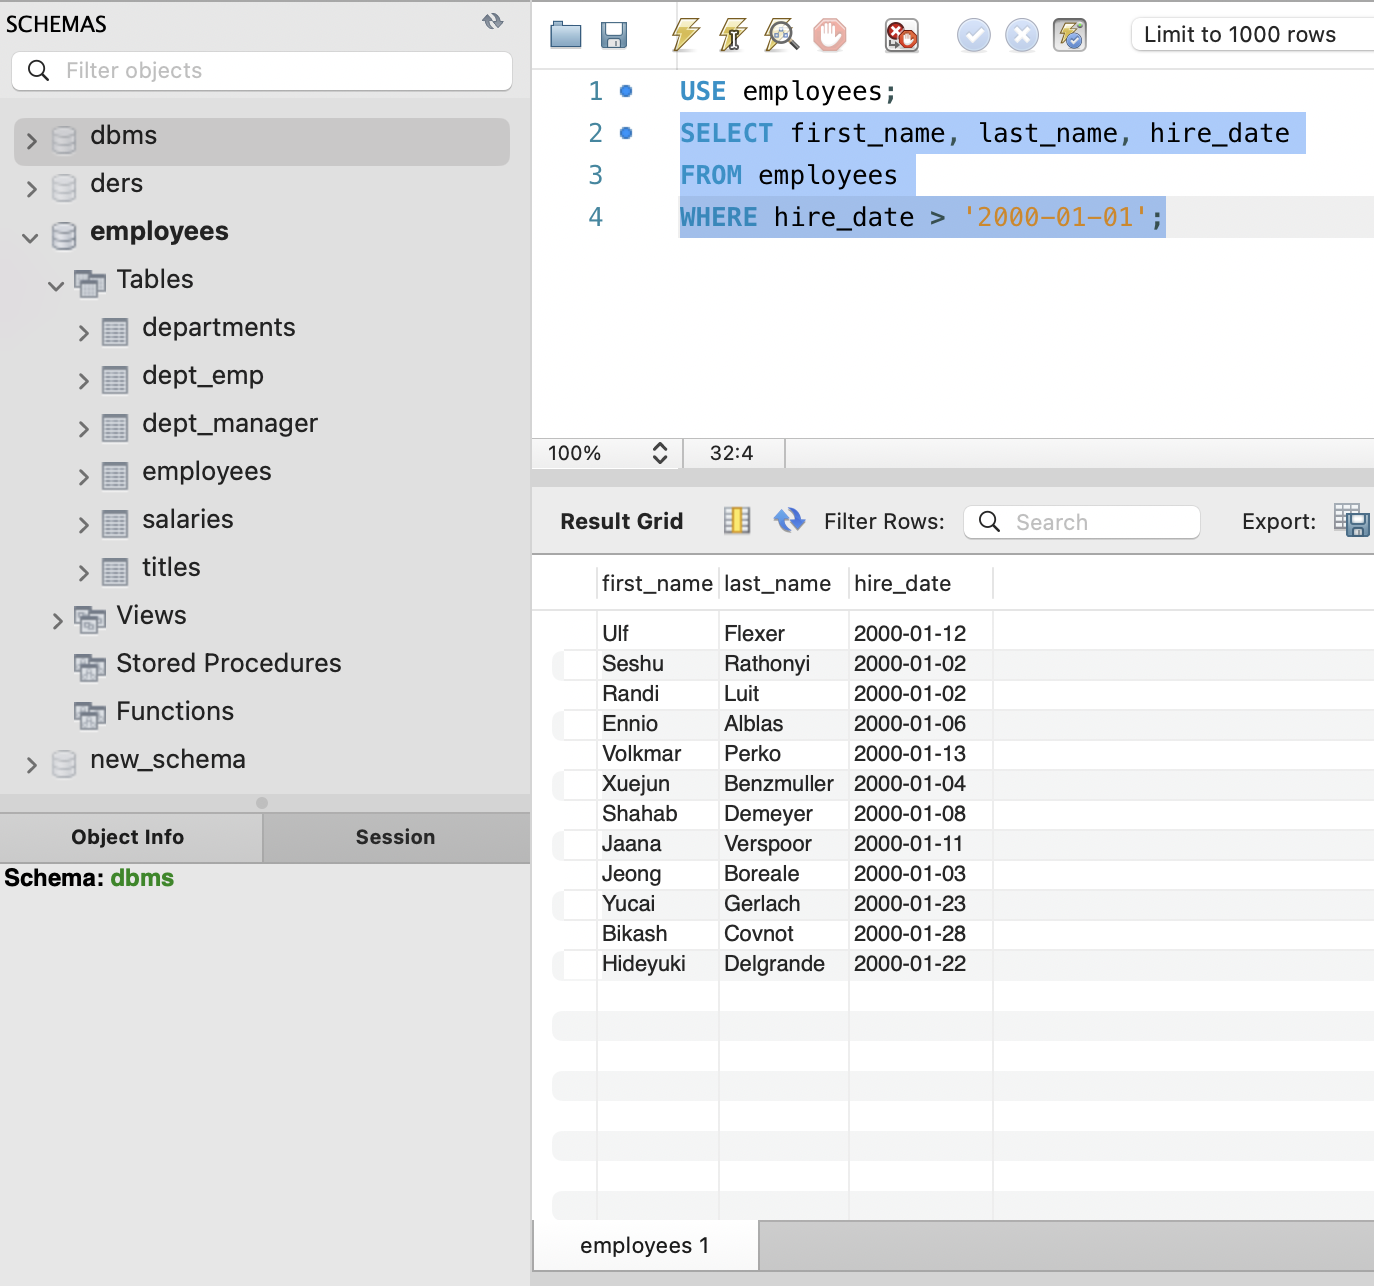 SCHEMAS
Filter objects
dbms
ders
employees
Tables
departments
dept_emp
dept_manager
employees
salaries
titles
Views
Stored Procedures
Functions
new_schema
Object Info Session
Schema: dbms
Limit to 1000 rows
1 USE employees;
2 SELECT first_name, last_name, hire_date
3 FROM employees
4 WHERE hire_date > '2000-01-01';
100% 32:4
Result Grid Filter Rows: Search Export:
first_name last_name hire_date
Ulf Flexer 2000-01-12
Seshu Rathonyi 2000-01-02
Randi Luit 2000-01-02
Ennio Alblas 2000-01-06
Volkmar Perko 2000-01-13
Xuejun Benzmuller 2000-01-04
Shahab Demeyer 2000-01-08
Jaana Verspoor 2000-01-11
Jeong Boreale 2000-01-03
Yucai Gerlach 2000-01-23
Bikash Covnot 2000-01-28
Hideyuki Delgrande 2000-01-22
employees 1